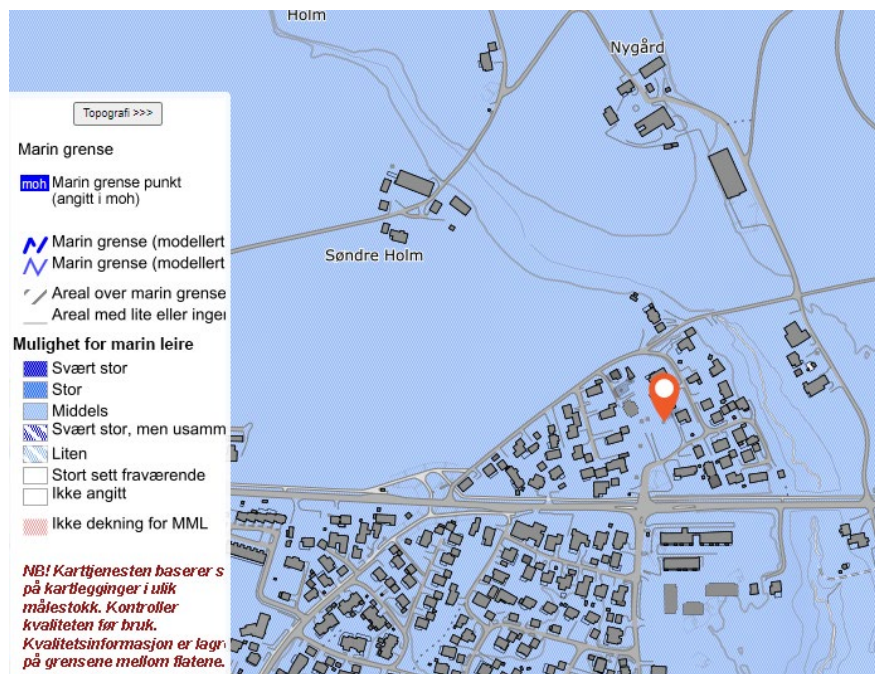 Holm
Nygård
Topografi >>>
Marin grense
moh Marin grense punkt
(angitt i moh)
Søndre Holm
Marin grense (modellert
Marin grense (modellert
Areal over marin grense
Areal med lite eller inger
Mulighet for marin leire
Svært stor
Stor
Middels
Svært stor, men usamm
Liten
Stort sett fraværende
Ikke angitt
Ikke dekning for MML
NB! Karttjenesten baserer s
på kartlegginger i ulik
målestokk. Kontroller
kvaliteten før bruk.
Kvalitetsinformasjon er lagre
på grensene mellom flatene.